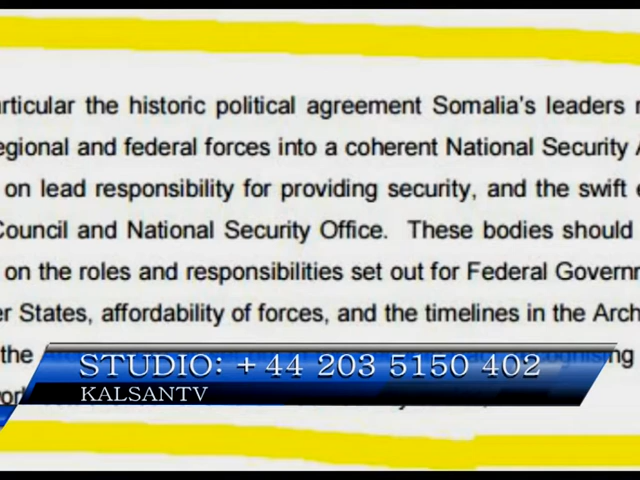 articular the historic political agreement Somalia's leaders
egional and federal forces into a coherent National Security
on lead responsibility for providing security, and the swift
Council and National Security Office. These bodies should
on the roles and responsibilities set out for Federal Governm
er States, affordability of forces, and the timelines in the Arch
the
STUDIO: +44 203 5150 402
KALSANTV